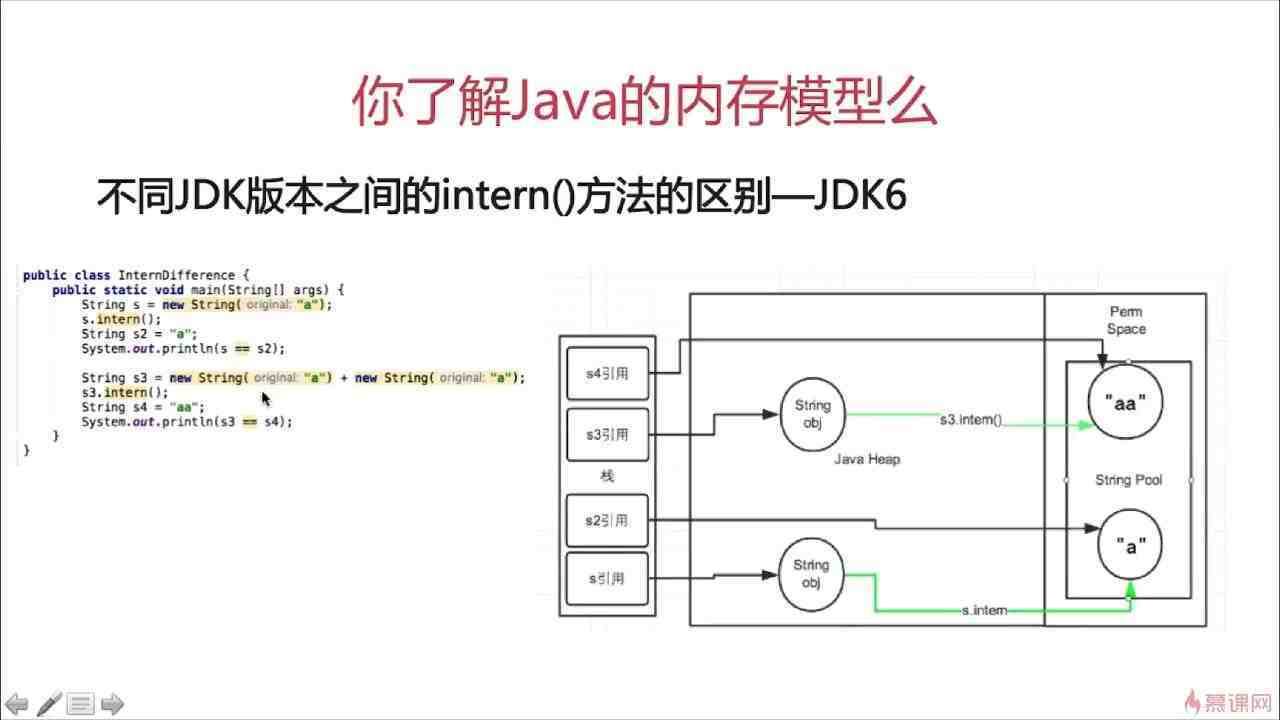 你了解Java的内存模型么
不同JDK版本之间的intern()方法的区别—JDK6
public class InternDifference {
public static void main(String[] args) {
String s = new String( original: "a");
s.intern();
String s2 = "a";
System.out.println(s == s2);
String s3 = new String( original: "a") + new String( original: "a");
s3.intern();
String s4 = "aa";
System.out.println(s3 == s4);
}
}
s4引用
s3引用
栈
s2引用
s引用
String
obj
Java Heap
String
obj
s3.intern()
s.intern
Perm
Space
"aa"
String Pool
"a"
慕课网